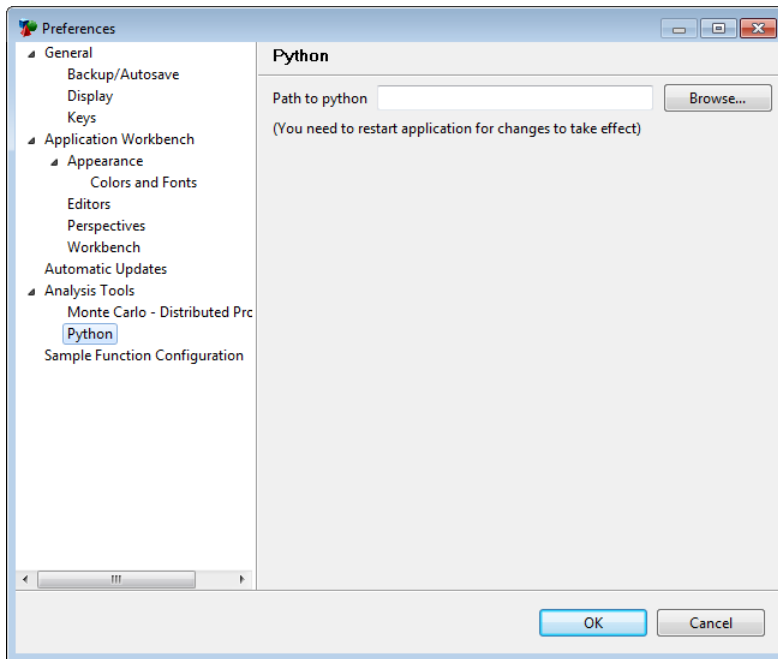 Preferences
General
Backup/Autosave
Display
Keys
Application Workbench
Appearance
Colors and Fonts
Editors
Perspectives
Workbench
Automatic Updates
Analysis Tools
Monte Carlo - Distributed Prc
Python
Sample Function Configuration
Python
Path to python Browse...
(You need to restart application for changes to take effect)
OK Cancel